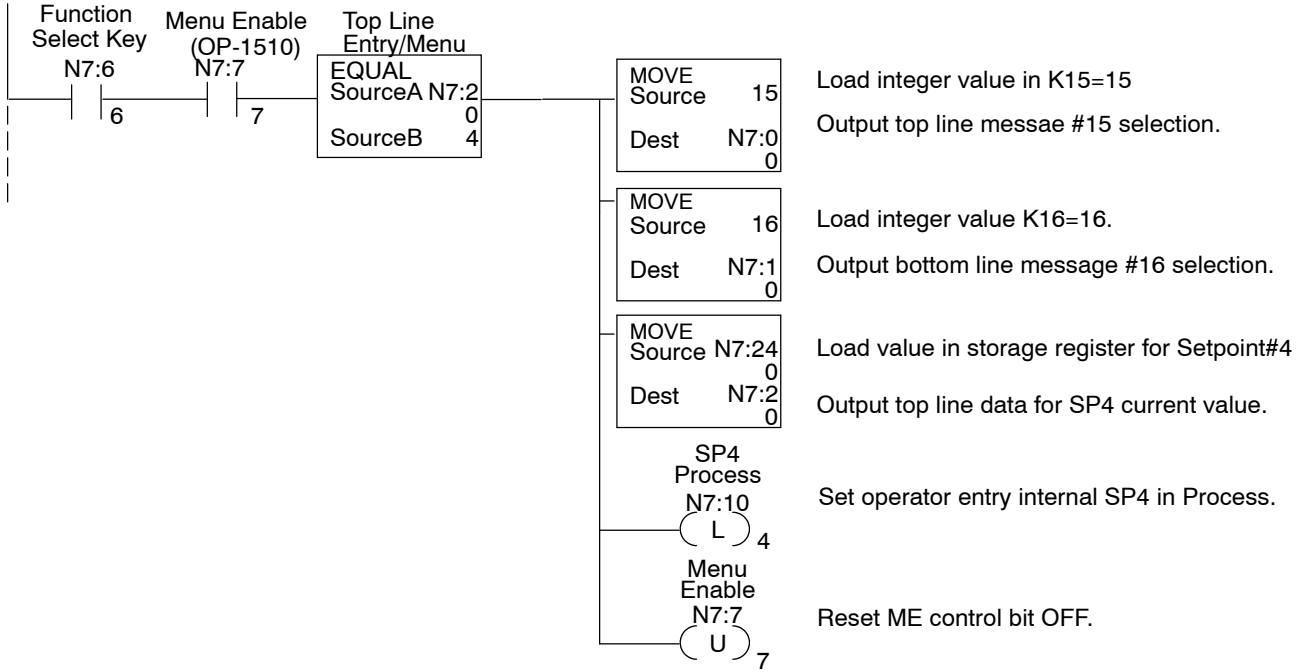 Function
Select Key
N7:6
6
Menu Enable
(OP-1510)
N7:7
7
Top Line
Entry/Menu
EQUAL
SourceA N7:2
0
SourceB 4
MOVE
Source 15
Dest N7:0
0
Load integer value in K15=15
Output top line messae #15 selection.
MOVE
Source 16
Dest N7:1
0
Load integer value K16=16.
Output bottom line message #16 selection.
MOVE
Source N7:24
0
Dest N7:2
0
Load value in storage register for Setpoint#4
Output top line data for SP4 current value.
SP4
Process
N7:10
L
4
Set operator entry internal SP4 in Process.
Menu
Enable
N7:7
U
7
Reset ME control bit OFF.